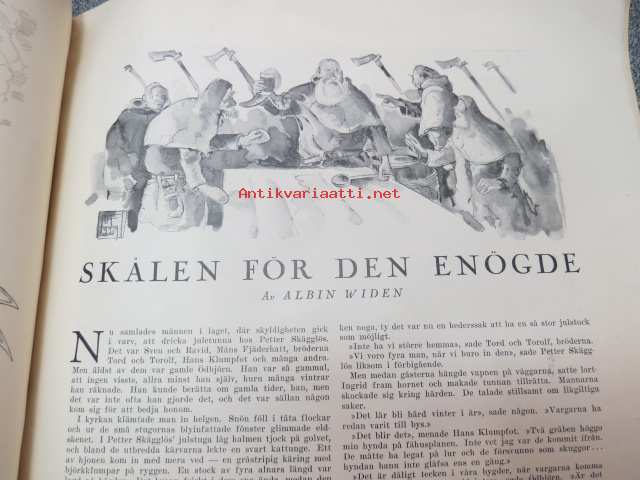 Antikvariaatti.net
SKÅLEN FÖR DEN ENÖGDE
Av ALBIN WIDEN
Nu samlades männen i laget, där skyldigheten gick
i varv, att dricka juletunna hos Petter Skägglös.
Det var Sven och Ravid, Måns Fjäderhatt, bröderna
Tord och Torolf, Hans Klumpfot och många andra.
Men äldst av dem var gamle Ödbjörn. Han var så gammal,
att ingen visste, allra minst han själv, hur många vintrar
han räknade. Han kunde berätta om gamla tider, han, men
det var inte ofta han gjorde det, och det var sällan någon
kom sig för att bedja honom.
I kyrkan klämtade man in helgen. Snön föll i täta flockar
och ur de små stugornas blyinfattade fönster glimmade eld-
skenet. I Petter Skägglös' julstuga låg halmen tjock på golvet,
och bland de utbredda kärvarna lekte en svart kattunge. Ett
av hjonen kom in med mera ved — en gråstripig käring med
björkklumpar på ryggen. En stock av fyra alnars längd var
ken noga, ty det var nu en hederssak att ha en så stor julstock
som möjligt.
»Inte ha vi större hemma», sade Tord och Torolf, bröderna.
»Vi voro fyra man, när vi buro in den», sade Petter Skägg-
lös liksom i förbigående.
Men medan gästerna hängde vapnen på väggarna, satte lort-
Ingrid fram hornet och makade tunnan tillrätta. Mannarna
skockade sig kring härden. De talade stillsamt om likgiltiga
saker.
»Det lär bli hård vinter i år», sade någon. »Vargarna ha
redan varit till bys.»
»Det blir det», menade Hans Klumpfot. »Två gråben höggo
min hynda på fähusplanen. Inte vet jag var de kommit ifrån.
De måtte ha legat på lur och de försvunno som skuggor...
hyndan hann inte gläfsa ens en gång.»
»Det är dåligt tecken i våra bygder, när vargarna komma